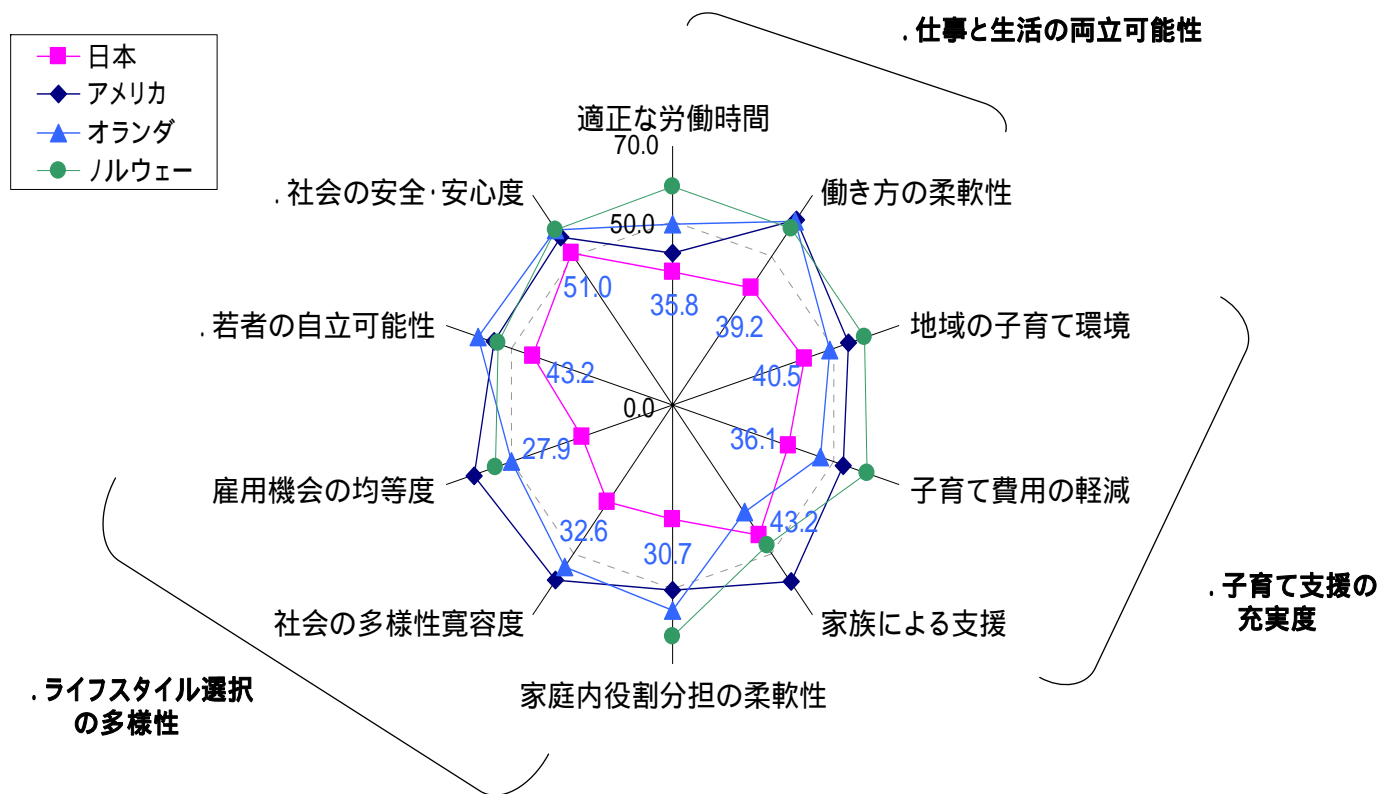 .仕事と生活の両立可能性
日本
アメリカ
オランダ
ノルウェー
適正な労働時間
70.0
.社会の安全・安心度
働き方の柔軟性
50.0
51.0
35.8
39.2
.若者の自立可能性
地域の子育て環境
43.2
40.5
0.0
27.9
36.1
雇用機会の均等度
子育て費用の軽減
32.6
30.7
43.2
.子育て支援の
充実度
社会の多様性寛容度
家族による支援
家庭内役割分担の柔軟性
.ライフスタイル選択
の多様性